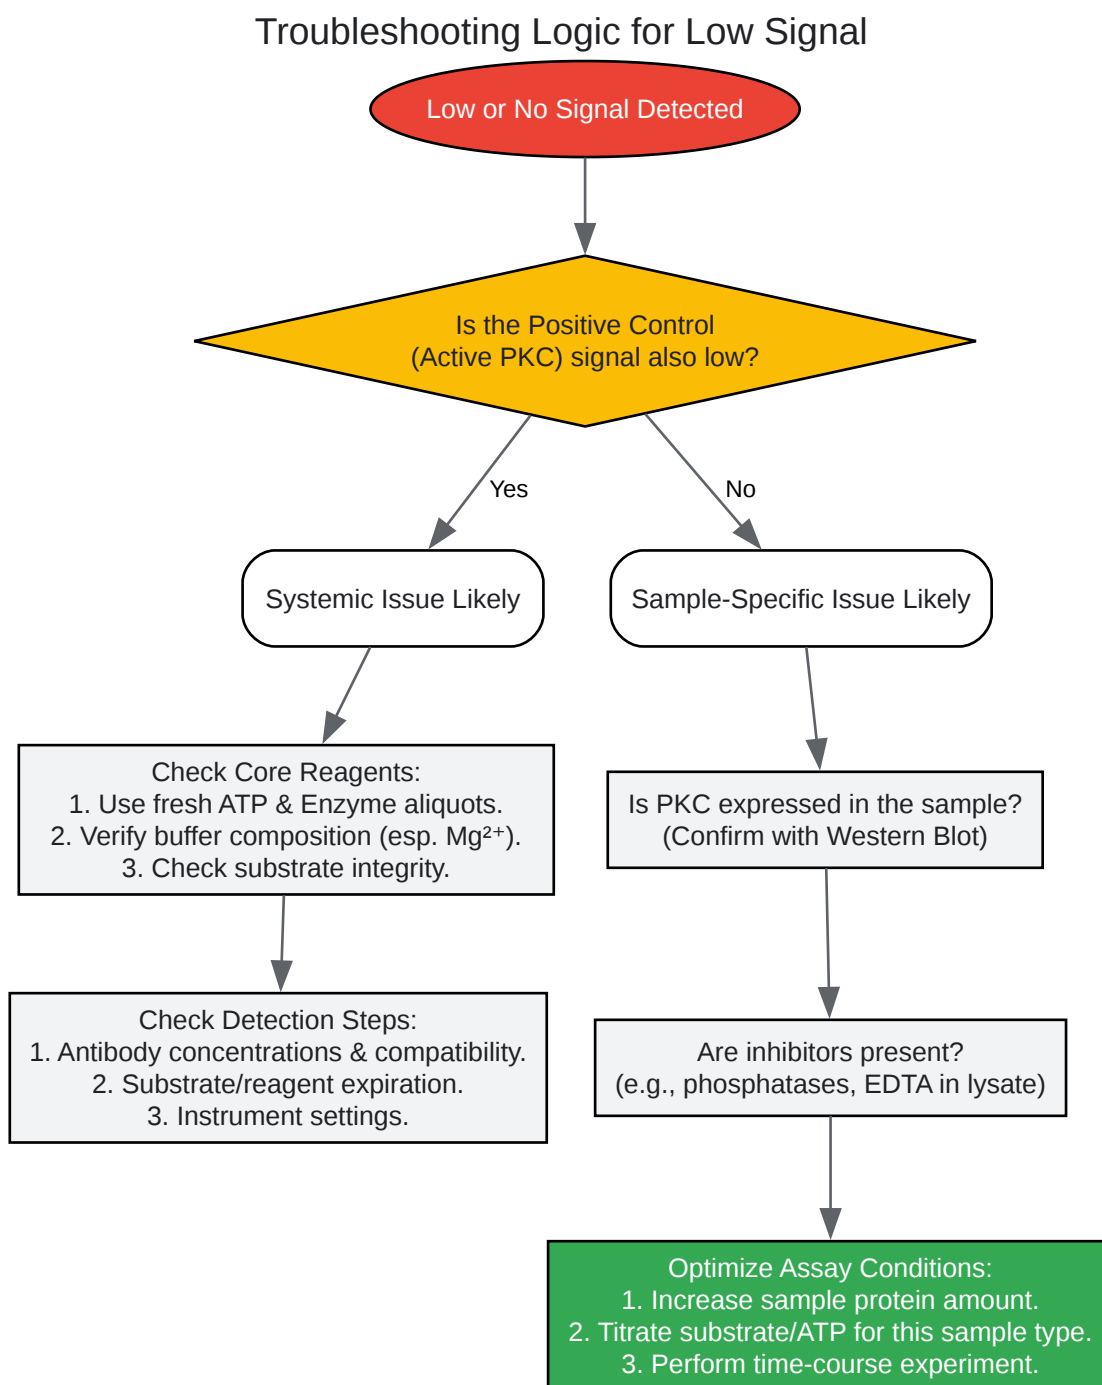 Troubleshooting Logic for Low Signal
Low or No Signal Detected
Is the Positive Control
(Active PKC) signal also low?
Yes
No
Systemic Issue Likely
Sample-Specific Issue Likely
Check Core Reagents:
1. Use fresh ATP & Enzyme aliquots.
2. Verify buffer composition (esp. Mg²⁺).
3. Check substrate integrity.
Is PKC expressed in the sample?
(Confirm with Western Blot)
Check Detection Steps:
1. Antibody concentrations & compatibility.
2. Substrate/reagent expiration.
3. Instrument settings.
Are inhibitors present?
(e.g., phosphatases, EDTA in lysate)
Optimize Assay Conditions:
1. Increase sample protein amount.
2. Titrate substrate/ATP for this sample type.
3. Perform time-course experiment.